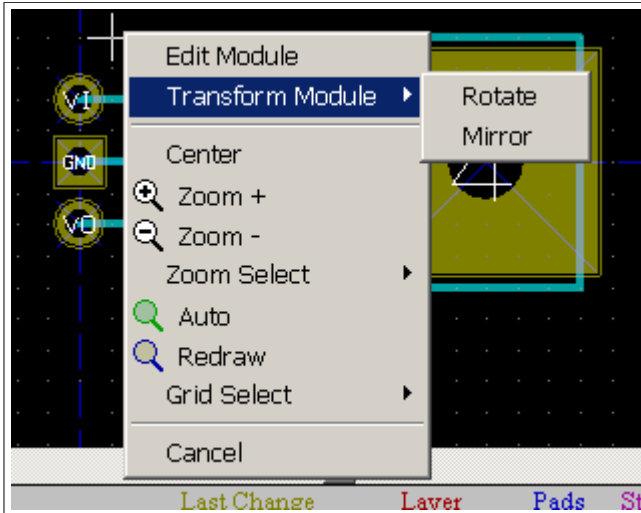 Edit Module
Transform Module
Rotate
Mirror
VI
Center
GND
Zoom +
VO
Zoom -
Zoom Select
Auto
Redraw
Grid Select
Cancel
Last Change Layer Pads St